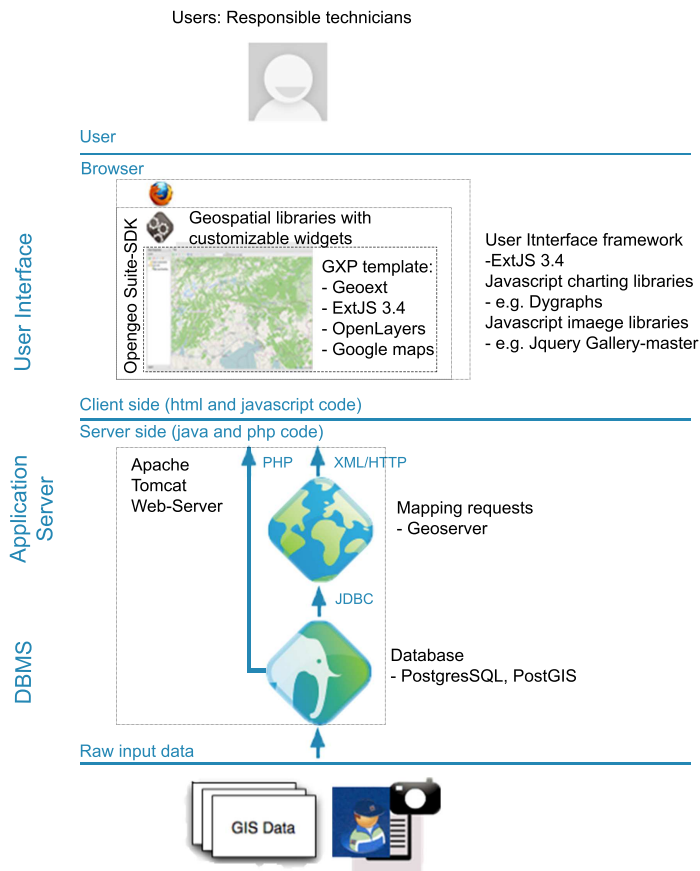 Users: Responsible technicians
User
Browser
User Interface
Opengeo Suite-SDK
Geospatial libraries with
customizable widgets
GXP template:
- Geoext
- ExtJS 3.4
- OpenLayers
- Google maps
User Itnterface framework
-ExtJS 3.4
Javascript charting libraries
- e.g. Dygraphs
Javascript imaege libraries
- e.g. Jquery Gallery-master
Client side (html and javascript code)
Server side (java and php code)
Application
Server
Apache
Tomcat
Web-Server
PHP
XML/HTTP
Mapping requests
- Geoserver
JDBC
DBMS
Database
- PostgresSQL, PostGIS
Raw input data
GIS Data